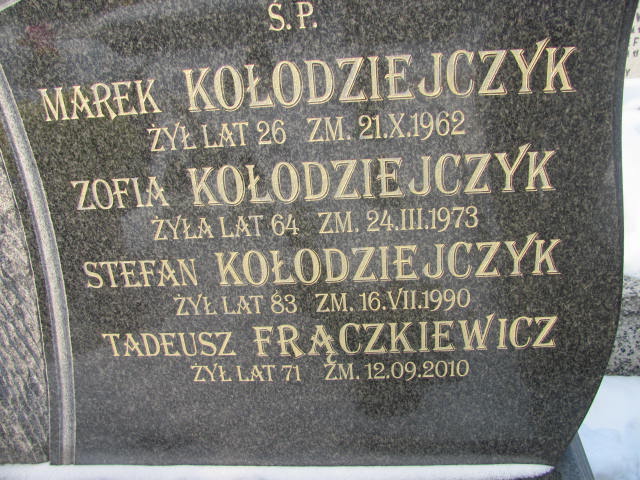 Ś.P.
MAREK KOŁODZIEJCZYK
ŻYŁ LAT 26 ZM. 21.X.1962
ZOFIA KOŁODZIEJCZYK
ŻYŁA LAT 64 ZM. 24.III.1973
STEFAN KOŁODZIEJCZYK
ŻYŁ LAT 83 ZM. 16.VII.1990
TADEUSZ FRĄCZKIEWICZ
ŻYŁ LAT 71 ZM. 12.09.2010